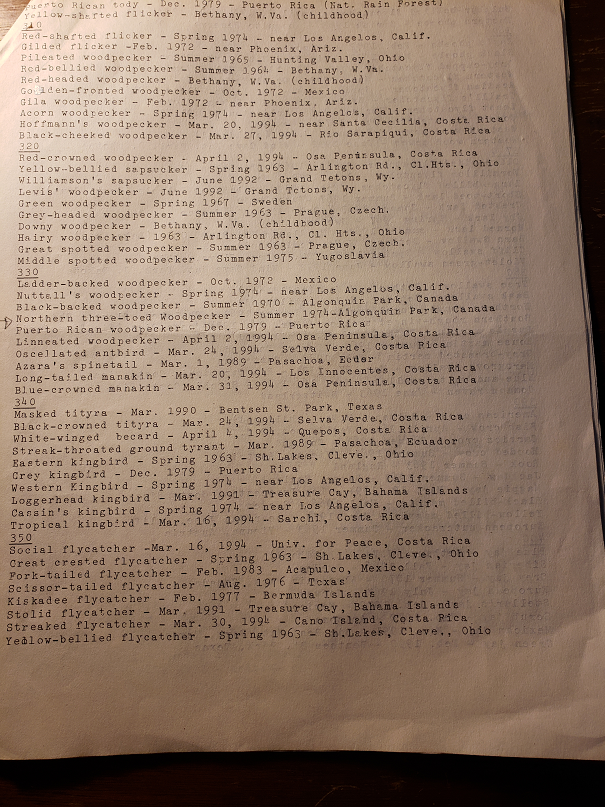 Puerto Rican tody - Dec. 1979 - Puerto Rica (Nat. Rain Forest)
Yellow-shafted flicker - Bethany, W.Va. (childhood)
310
Red-shafted flicker - Spring 1974 - near Los Angelos, Calif.
Gilded flicker -Feb. 1972 - near Phoenix, Ariz.
Pileated woodpecker - Summer 1965 - Hunting Valley, Ohio
Red-bellied woodpecker - Summer 1964 - Bethany, W.Va.
Red-headed woodpecker - Bethany, W.Va. (childhood)
Golden-fronted woodpecker - Oct. 1972 - Mexico
Gila woodpecker - Feb. 1972 - near Phoenix, Ariz.
Acorn woodpecker - Spring 1974 - near Los Angelos, Calif.
Hoffmann's woodpecker - Mar. 20, 1994 - near Santa Cecilia, Costa Rica
Black-cheeked woodpecker - Mar. 27, 1994 - Rio Sarapiqui, Costa Rica
320
Red-crowned woodpecker - April 2, 1994 - Osa Peninsula, Costa Rica
Yellow-bellied sapsucker - Spring 1963 - Arlington Rd., Cl.Hts., Ohio
Williamson's sapsucker - June 1992 - Grand Tetons, Wy.
Lewis' woodpecker - June 1992 - Grand Tetons, Wy.
Green woodpecker - Spring 1967 - Sweden
Grey-headed woodpecker - Summer 1963 - Prague, Czech.
Downy woodpecker - Bethany, W.Va. (childhood)
Hairy woodpecker - 1963 - Arlington Rd., Cl. Hts., Ohio
Great spotted woodpecker - Summer 1963 - Prague, Czech.
Middle spotted woodpecker - Summer 1975 - Yugoslavia
330
Ladder-backed woodpecker - Oct. 1972 - Mexico
Nuttall's woodpecker - Spring 1974 - near Los Angelos, Calif.
Black-backed woodpecker - Summer 1970 - Algonquin Park, Canada
Northern three-toed Woodpecker - Summer 1974-Algonquin Park, Canada
Puerto Rican woodpecker - Dec. 1979 - Puerto Rica
Linneated woodpecker - April 2, 1994 - Osa Peninsula, Costa Rica
Oscellated antbird - Mar. 24, 1994 - Selva Verde, Costa Rica
Azara's spinetail - Mar. 1, 1989 - Pasachoa, Ecder
Long-tailed manakin - Mar. 20, 1994 - Los Innocentes, Costa Rica
Blue-crowned manakin - Mar. 31, 1994 - Osa Peninsula, Costa Rica
340
Masked tityra - Mar. 1990 - Bentsen St. Park, Texas
Black-crowned tityra - Mar. 24, 1994 - Selva Verde, Costa Rica
White-winged becard - April 4, 1994 - Quepos, Costa Rica
Streak-throated ground tyrant - Mar. 1989 - Pasachoa, Ecuador
Eastern kingbird - Spring 1963 - Sh.Lakes, Cleve., Ohio
Grey kingbird - Dec. 1979 - Puerto Rica
Western Kingbird - Spring 1974 - near Los Angelos, Calif.
Loggerhead kingbird - Mar. 1991 - Treasure Cay, Bahama Islands
Cassin's kingbird - Spring 1974 - near Los Angelos, Calif.
Tropical kingbird - Mar. 16, 1994 - Sarchi, Costa Rica
350
Social flycatcher -Mar. 16, 1994 - Univ. for Peace, Costa Rica
Creat crested flycatcher - Spring 1963 - Sh.Lakes, Cleve., Ohio
Fork-tailed flycatcher - Feb. 1983 - Acapulco, Mexico
Scissor-tailed flycatcher - Aug. 1976 - Texas
Kiskadee flycatcher - Feb. 1977 - Bermuda Islands
Stolid flycatcher - Mar. 1991 - Treasure Cay, Bahama Islands
Streaked flycatcher - Mar. 30, 1994 - Cano Island, Costa Rica
Yellow-bellied flycatcher - Spring 1963 - Sh.Lakes, Cleve., Ohio